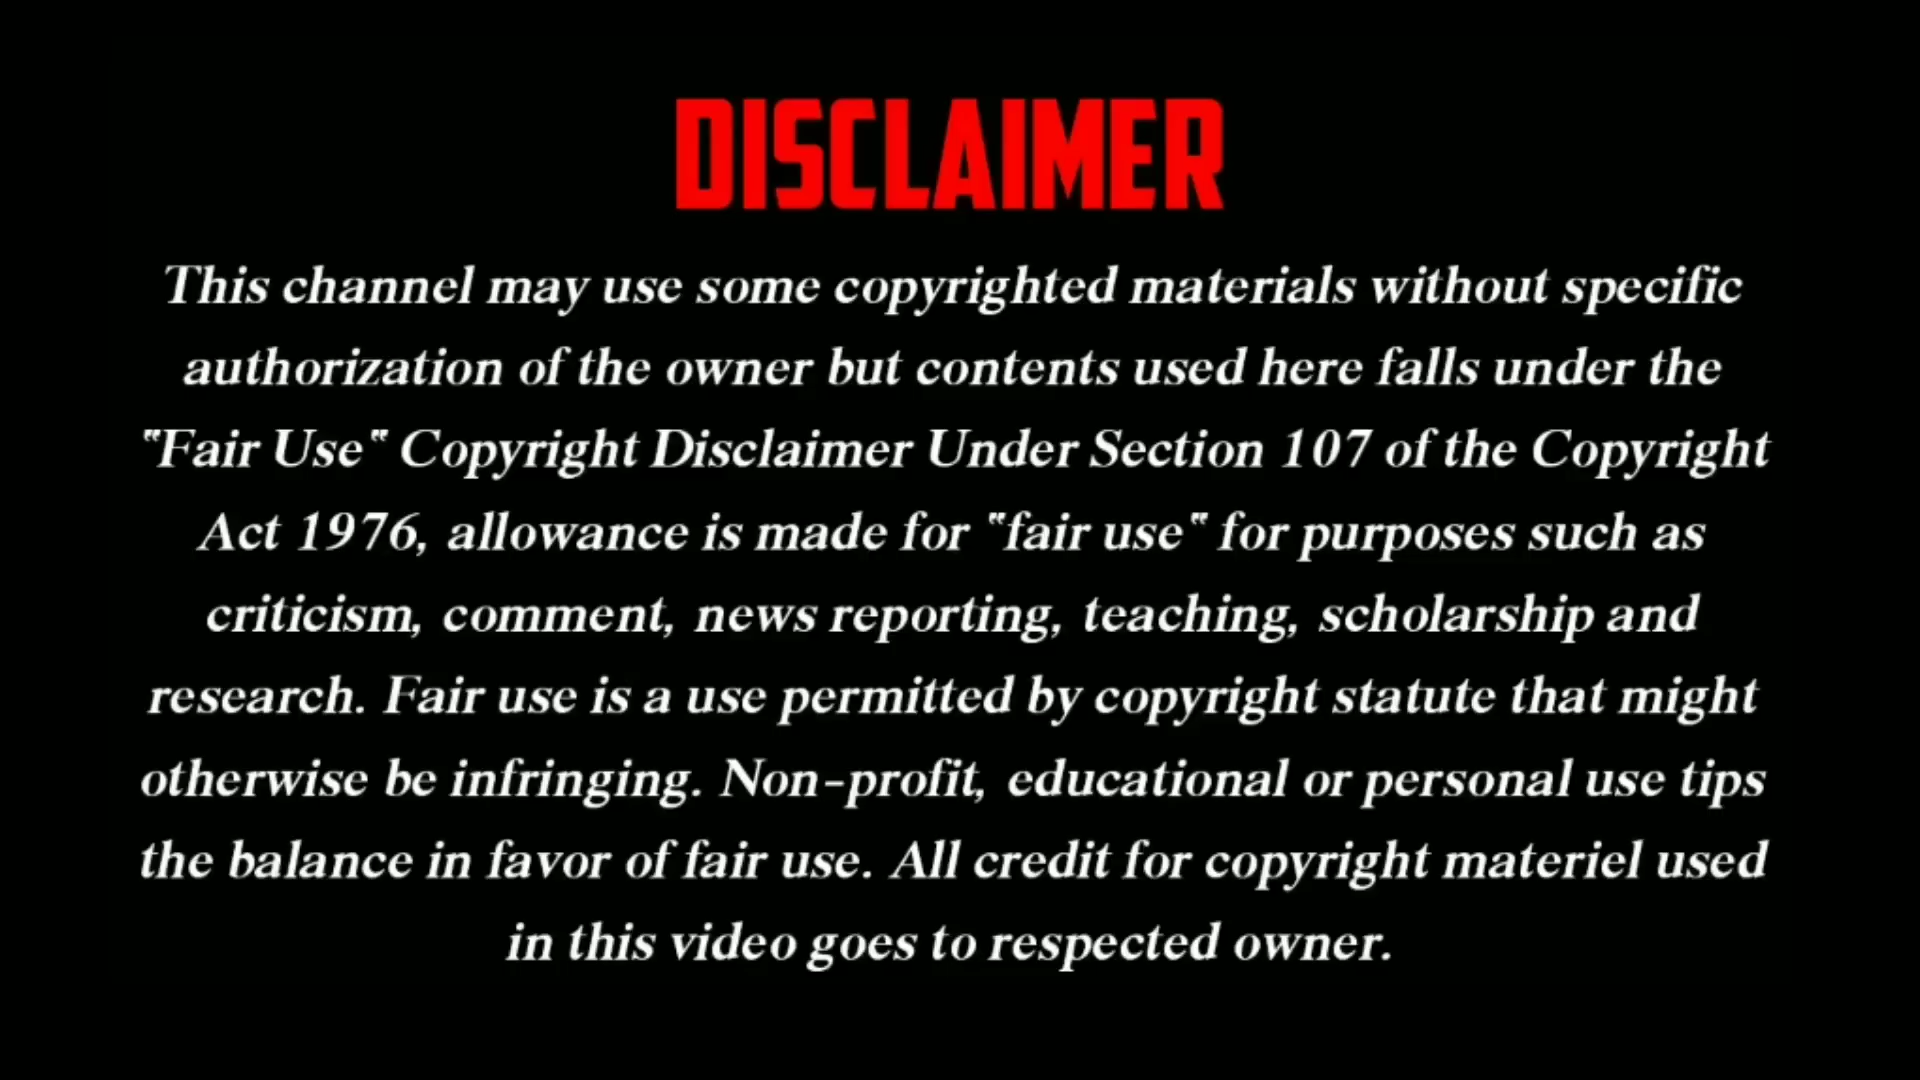 DISCLAIMER
This channel may use some copyrighted materials without specific
authorization of the owner but contents used here falls under the
"Fair Use" Copyright Disclaimer Under Section 107 of the Copyright
Act 1976, allowance is made for "fair use" for purposes such as
criticism, comment, news reporting, teaching, scholarship and
research. Fair use is a use permitted by copyright statute that might
otherwise be infringing. Non-profit, educational or personal use tips
the balance in favor of fair use. All credit for copyright materiel used
in this video goes to respected owner.